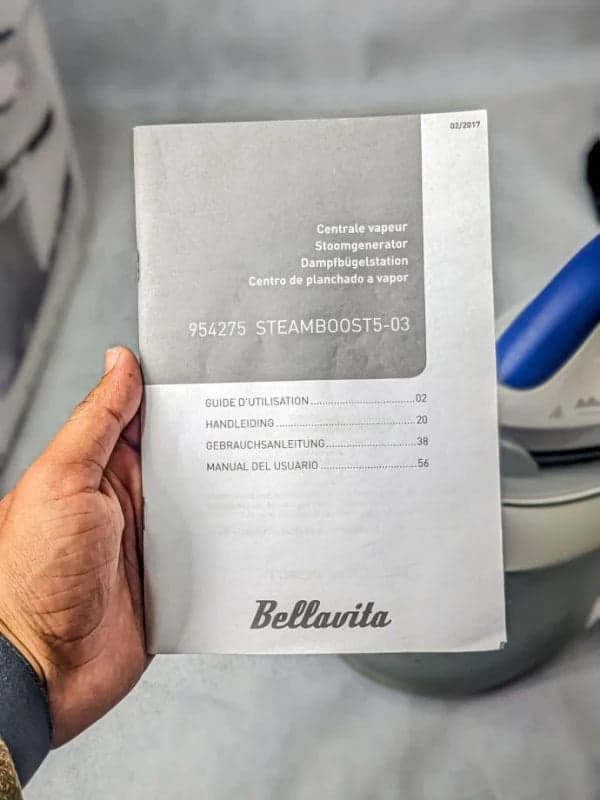 02/2017
Centrale vapeur
Stoomgenerator
Dampfbügelstation
Centro de planchado a vapor
954275 STEAMBOOST5-03
GUIDE D'UTILISATION................................02
HANDLEIDING..........................................20
GEBRAUCHSANLEITUNG...........................38
MANUAL DEL USUARIO .............................56
Bellavita